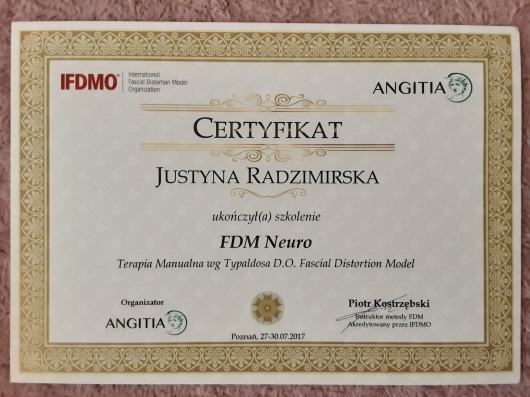 IFDMO International
Fascial Distortion Model
Organization
ANGITIA
CERTYFIKAT
JUSTYNA RADZIMIRSKA
ukończył(a) szkolenie
FDM Neuro
Terapia Manualna wg Typaldosa D.O. Fascial Distortion Model
Organizator
ANGITIA
Piotr Kostrzębski
Instruktor metody FDM
Akredytowany przez IFDMO
Poznań, 27-30.07.2017